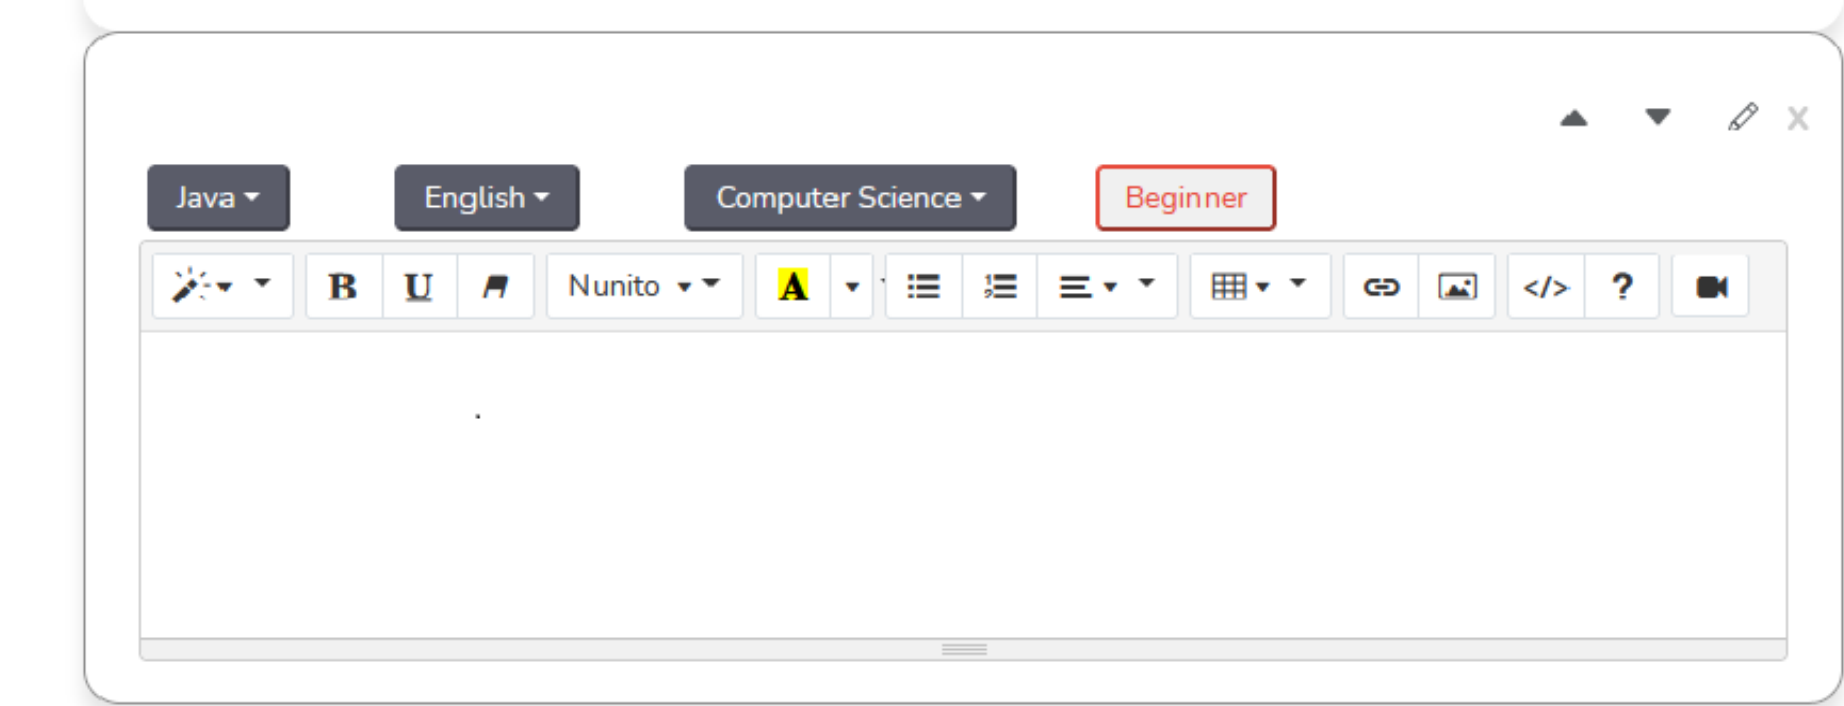 X
Java English Computer Science Beginner
B U Nunito A </> ?
.